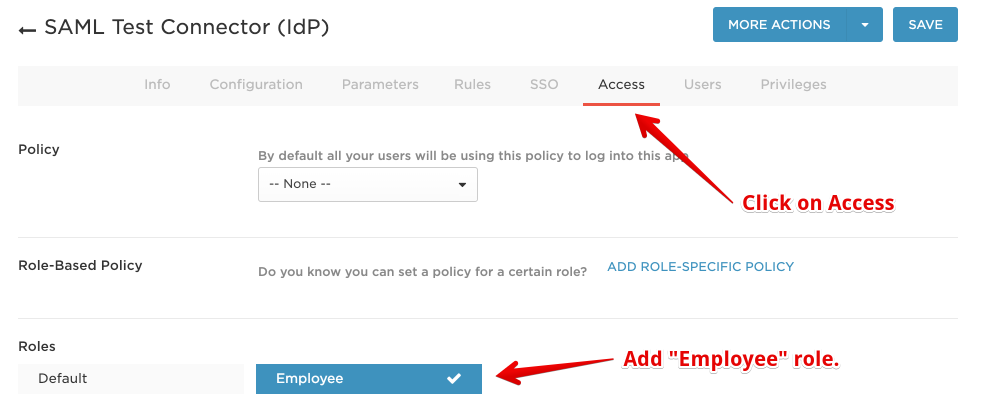 SAML Test Connector (IdP)
MORE ACTIONS
SAVE
Info Configuration Parameters Rules SSO Access Users Privileges
Policy
By default all your users will be using this policy to log into this app
-- None --
Click on Access
Role-Based Policy
Do you know you can set a policy for a certain role? ADD ROLE-SPECIFIC POLICY
Roles
Default
Employee
Add "Employee" role.